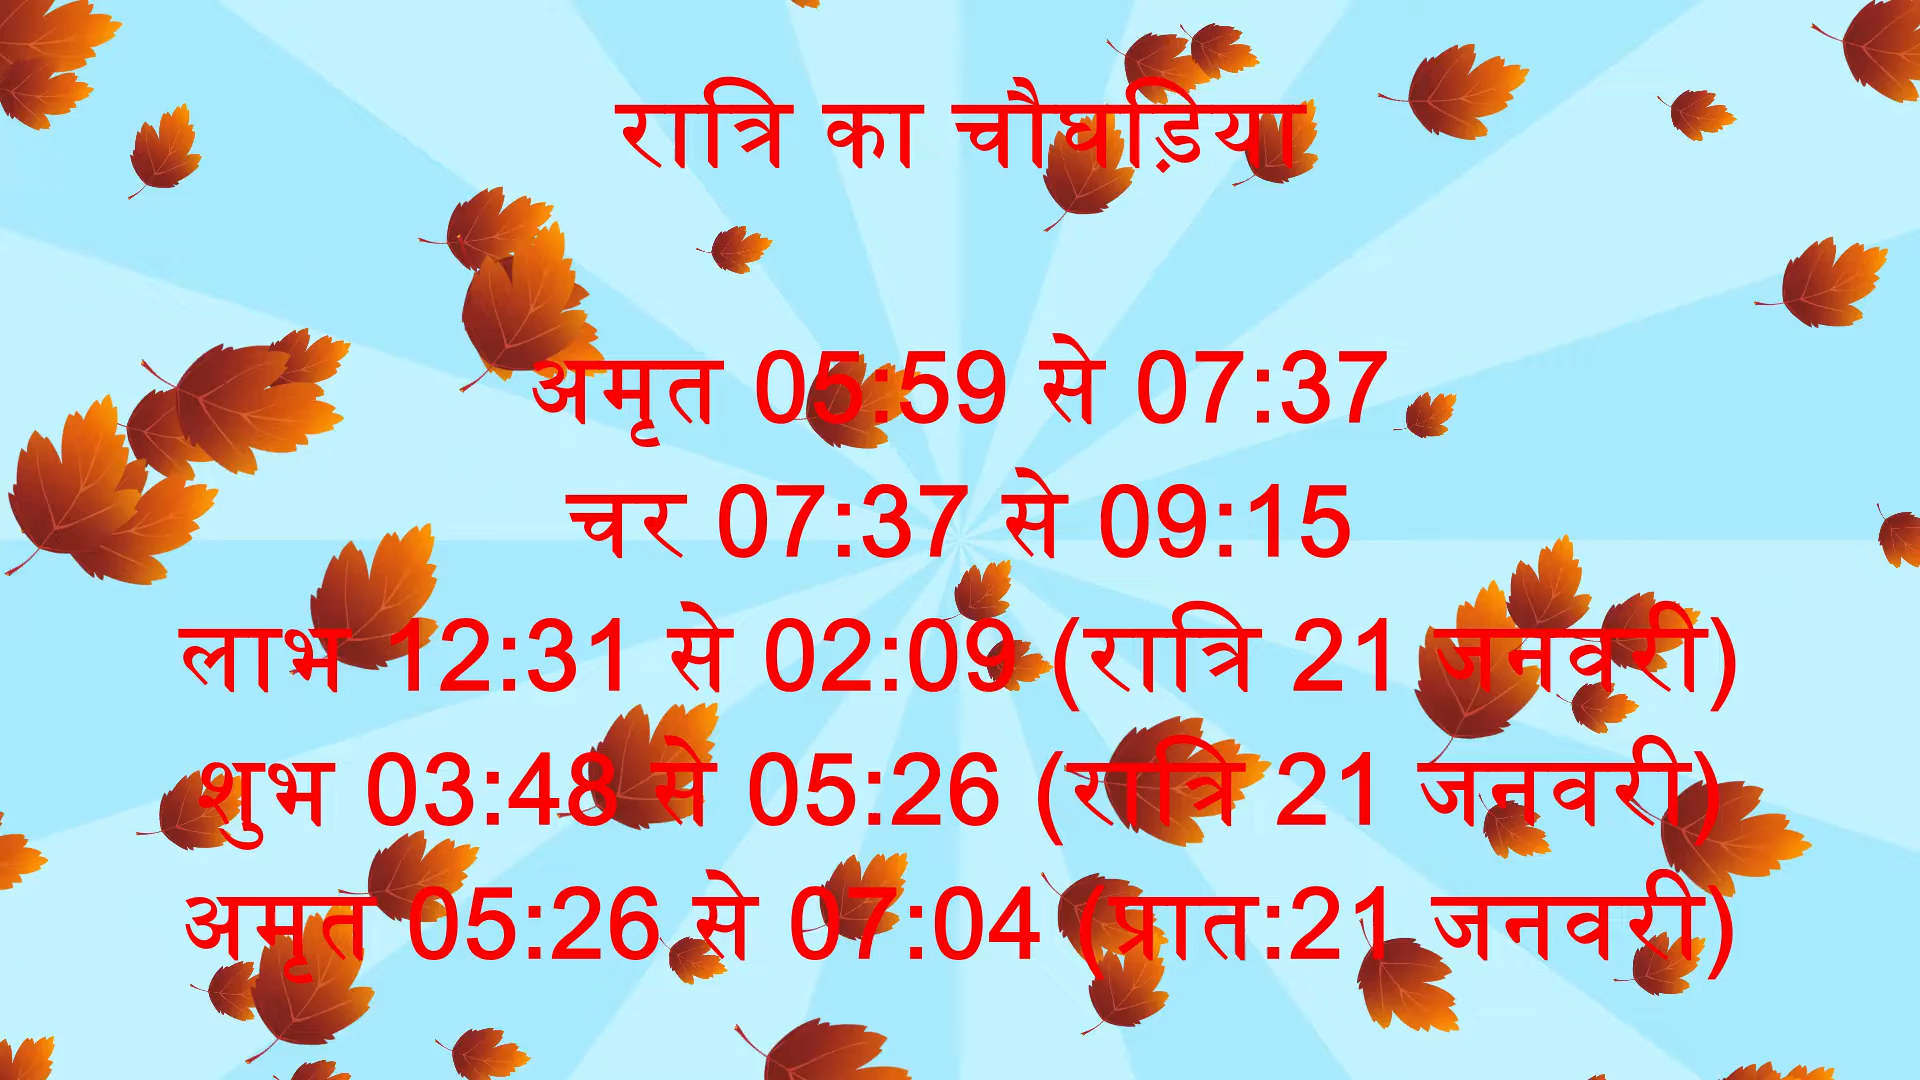 रात्रि का चौघड़िया
अमृत 05:59 से 07:37
चर 07:37 से 09:15
लाभ 12:31 से 02:09 (रात्रि 21 जनवरी)
शुभ 03:48 से 05:26 (रात्रि 21 जनवरी)
अमृत 05:26 से 07:04 (प्रात:21 जनवरी)